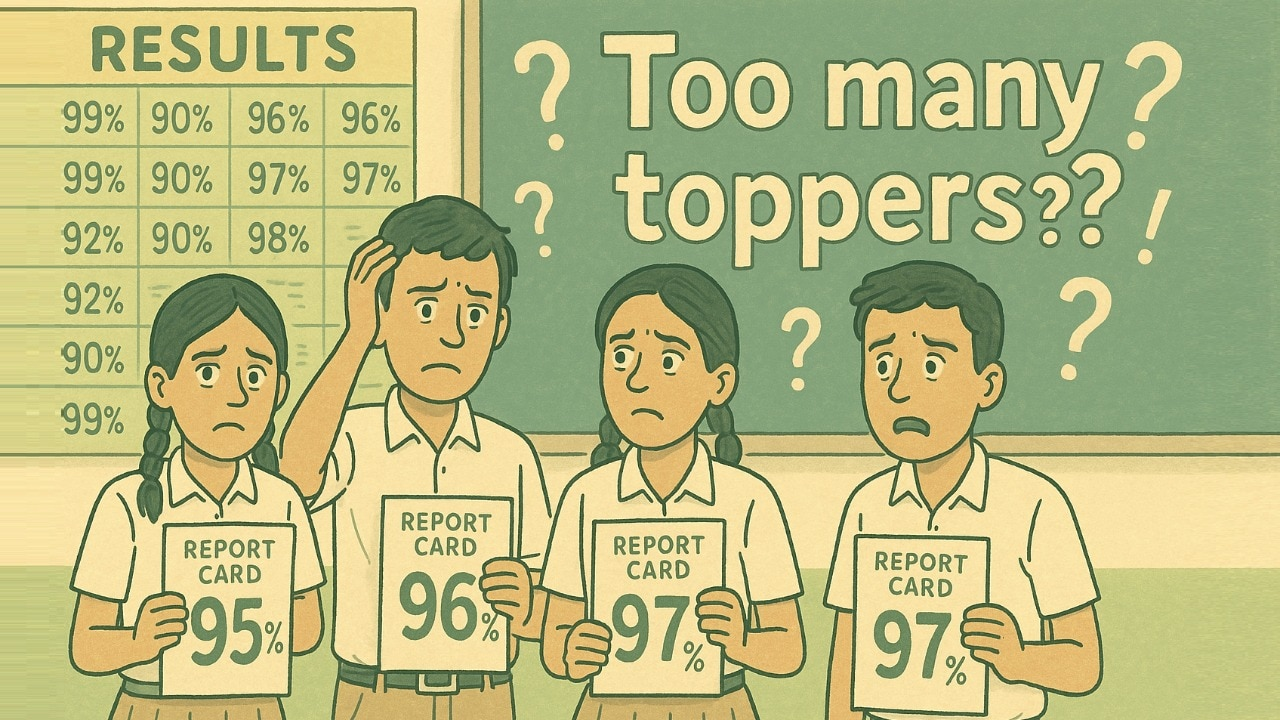 RESULTS
99% 90% 96% 96%
99% 90% 97% 97%
92% 90% 98%
92%
90%
99%
? Too many ?
? toppers?? !
? ?
REPORT
CARD
95%
REPORT
CARD
96%
REPORT
CARD
97%
REPORT
CARD
97%